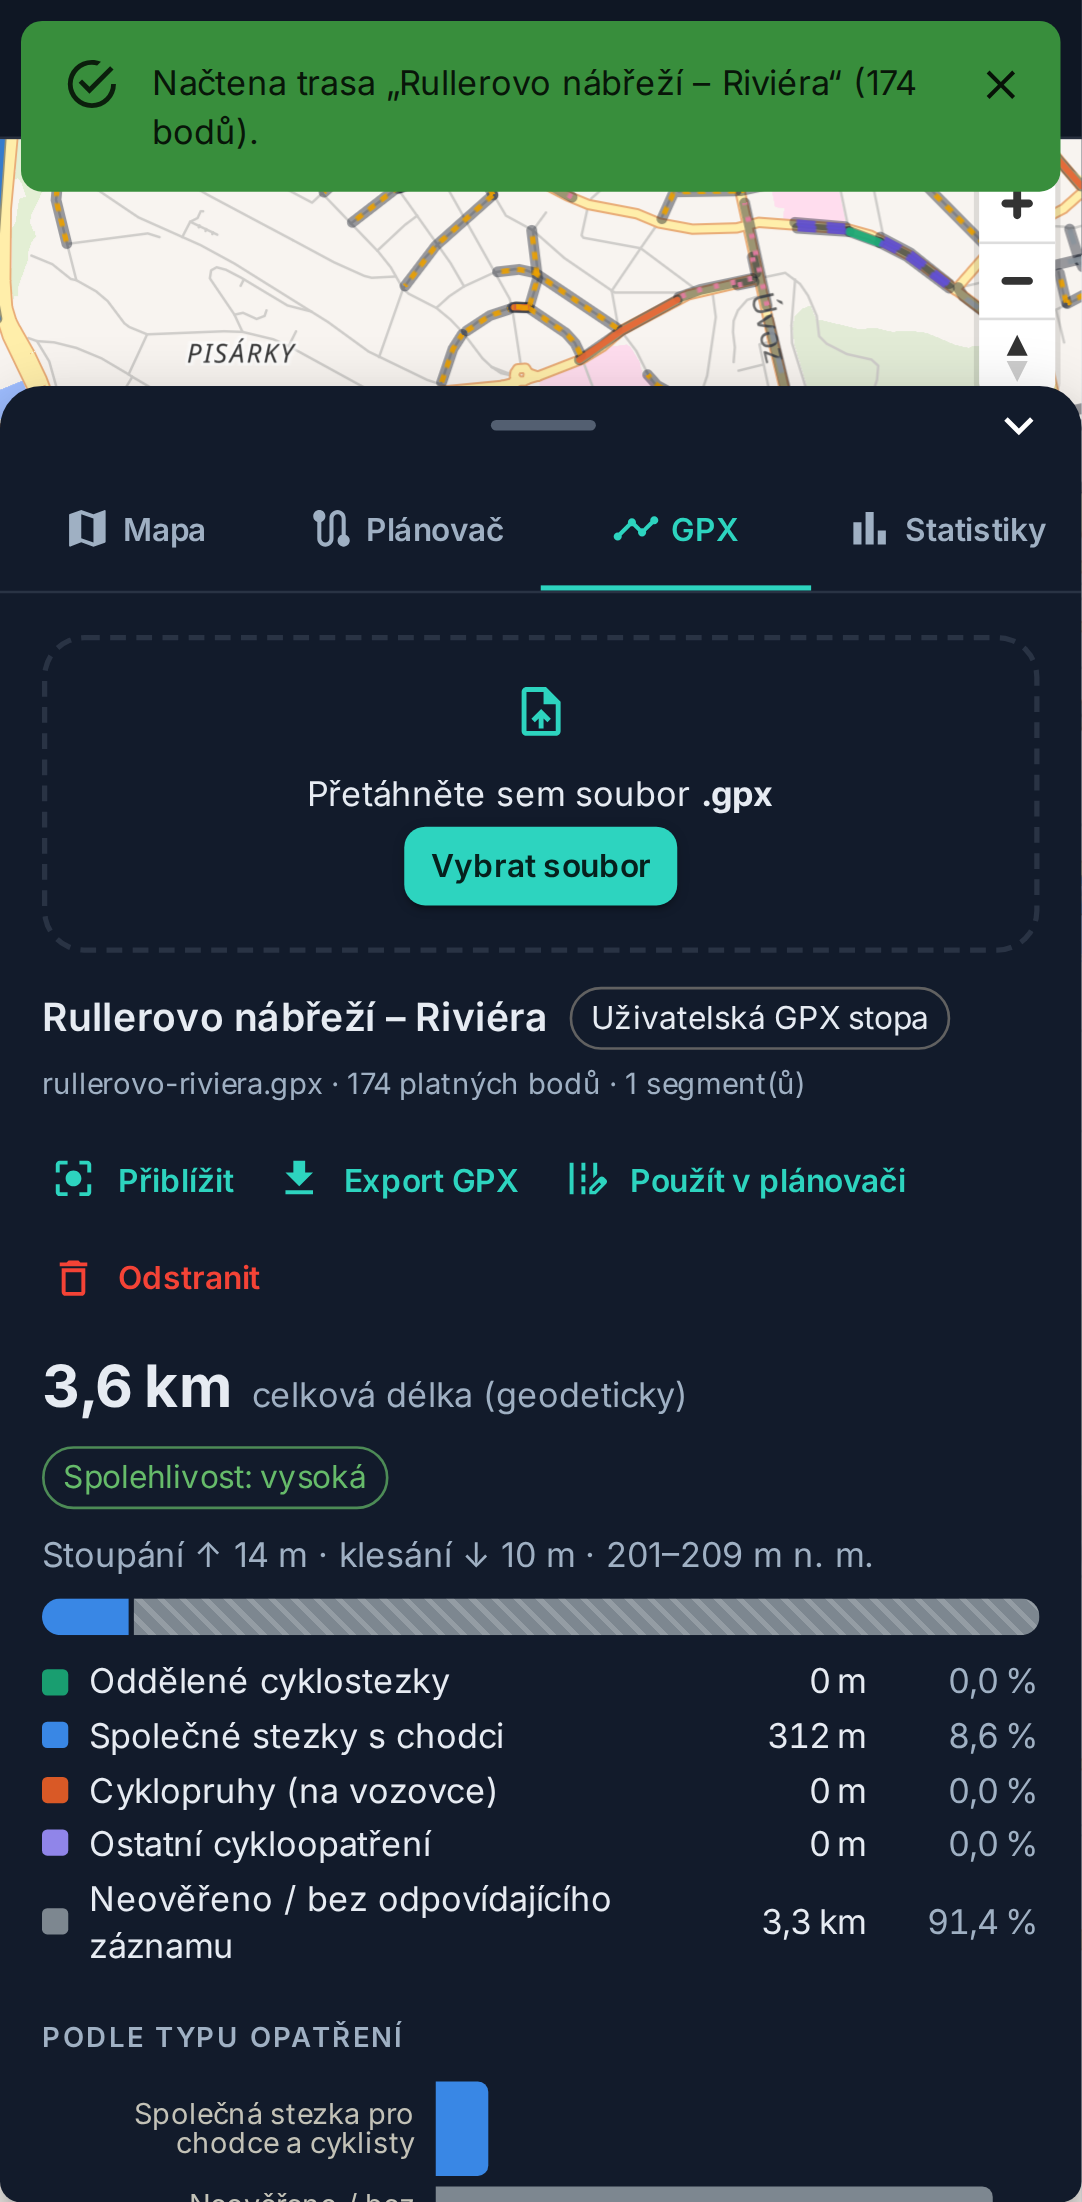 Načtena trasa „Rullerovo nábřeží – Riviéra“ (174
bodů).
PISÁRKY
Úvoz
Mapa
Plánovač
GPX
Statistiky
Přetáhněte sem soubor .gpx
Vybrat soubor
Rullerovo nábřeží – Riviéra
Uživatelská GPX stopa
rullerovo-riviera.gpx · 174 platných bodů · 1 segment(ů)
Přiblížit
Export GPX
Použít v plánovači
Odstranit
3,6 km celková délka (geodeticky)
Spolehlivost: vysoká
Stoupání ↑ 14 m · klesání ↓ 10 m · 201–209 m n. m.
Oddělené cyklostezky 0 m 0,0 %
Společné stezky s chodci 312 m 8,6 %
Cyklopruhy (na vozovce) 0 m 0,0 %
Ostatní cykloopatření 0 m 0,0 %
Neověřeno / bez odpovídajícího
záznamu 3,3 km 91,4 %
PODLE TYPU OPATŘENÍ
Společná stezka pro
chodce a cyklisty
Neověřeno / bez